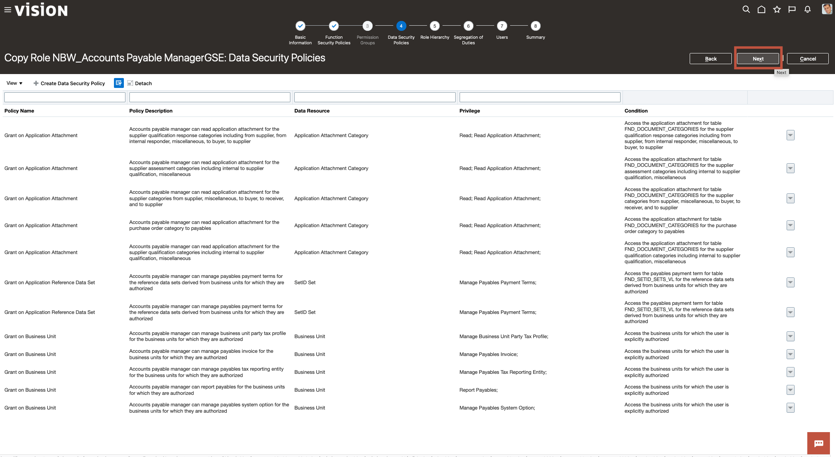 VISION
1
2
3
4
5
6
7
8
Basic
Information
Function
Security Policies
Permission
Groups
Data Security
Policies
Role Hierarchy
Segregation of
Duties
Users
Summary
Copy Role NBW_Accounts Payable ManagerGSE: Data Security Policies
Back
Next
Cancel
Next
View
Create Data Security Policy
Detach
Policy Name
Policy Description
Data Resource
Privilege
Condition
Grant on Application Attachment
Accounts payable manager can read application attachment for the
supplier qualification response categories including from supplier, from
internal responder, miscellaneous, to buyer, to supplier
Application Attachment Category
Read; Read Application Attachment;
Access the application attachment for table
FND_DOCUMENT_CATEGORIES for the supplier
qualification response categories including from
supplier, from internal responder, miscellaneous, to
buyer, to supplier
Grant on Application Attachment
Accounts payable manager can read application attachment for the
supplier assessment categories including internal to supplier
qualification, miscellaneous
Application Attachment Category
Read; Read Application Attachment;
Access the application attachment for table
FND_DOCUMENT_CATEGORIES for the supplier
assessment categories including internal to supplier
qualification, miscellaneous
Grant on Application Attachment
Accounts payable manager can read application attachment for the
supplier categories from supplier, miscellaneous, to buyer, to receiver,
and to supplier
Application Attachment Category
Read; Read Application Attachment;
Access the application attachment for table
FND_DOCUMENT_CATEGORIES for the supplier
categories from supplier, miscellaneous, to buyer, to
receiver, and to supplier
Grant on Application Attachment
Accounts payable manager can read application attachment for the
purchase order category to payables
Application Attachment Category
Read; Read Application Attachment;
Access the application attachment for table
FND_DOCUMENT_CATEGORIES for the purchase
order category to payables
Grant on Application Attachment
Accounts payable manager can read application attachment for the
supplier qualification categories including internal to supplier
qualification, miscellaneous
Application Attachment Category
Read; Read Application Attachment;
Access the application attachment for table
FND_DOCUMENT_CATEGORIES for the supplier
qualification categories including internal to supplier
qualification, miscellaneous
Grant on Application Reference Data Set
Accounts payable manager can manage payables payment terms for
the reference data sets derived from business units for which they are
authorized
SetID Set
Manage Payables Payment Terms;
Access the payables payment term for table
FND_SETID_SETS_VL for the reference data sets
derived from business units for which they are
authorized
Grant on Application Reference Data Set
Accounts payable manager can manage payables payment terms for
the reference data sets derived from business units for which they are
authorized
SetID Set
Manage Payables Payment Terms;
Access the payables payment term for table
FND_SETID_SETS_VL for the reference data sets
derived from business units for which they are
authorized
Grant on Business Unit
Accounts payable manager can manage business unit party tax profile
for the business units for which they are authorized
Business Unit
Manage Business Unit Party Tax Profile;
Access the business units for which the user is
explicitly authorized
Grant on Business Unit
Accounts payable manager can manage payables invoice for the
business units for which they are authorized
Business Unit
Manage Payables Invoice;
Access the business units for which the user is
explicitly authorized
Grant on Business Unit
Accounts payable manager can manage payables tax reporting entity
for the business units for which they are authorized
Business Unit
Manage Payables Tax Reporting Entity;
Access the business units for which the user is
explicitly authorized
Grant on Business Unit
Accounts payable manager can report payables for the business units
for which they are authorized
Business Unit
Report Payables;
Access the business units for which the user is
explicitly authorized
Grant on Business Unit
Accounts payable manager can manage payables system option for the
business units for which they are authorized
Business Unit
Manage Payables System Option;
Access the business units for which the user is
explicitly authorized